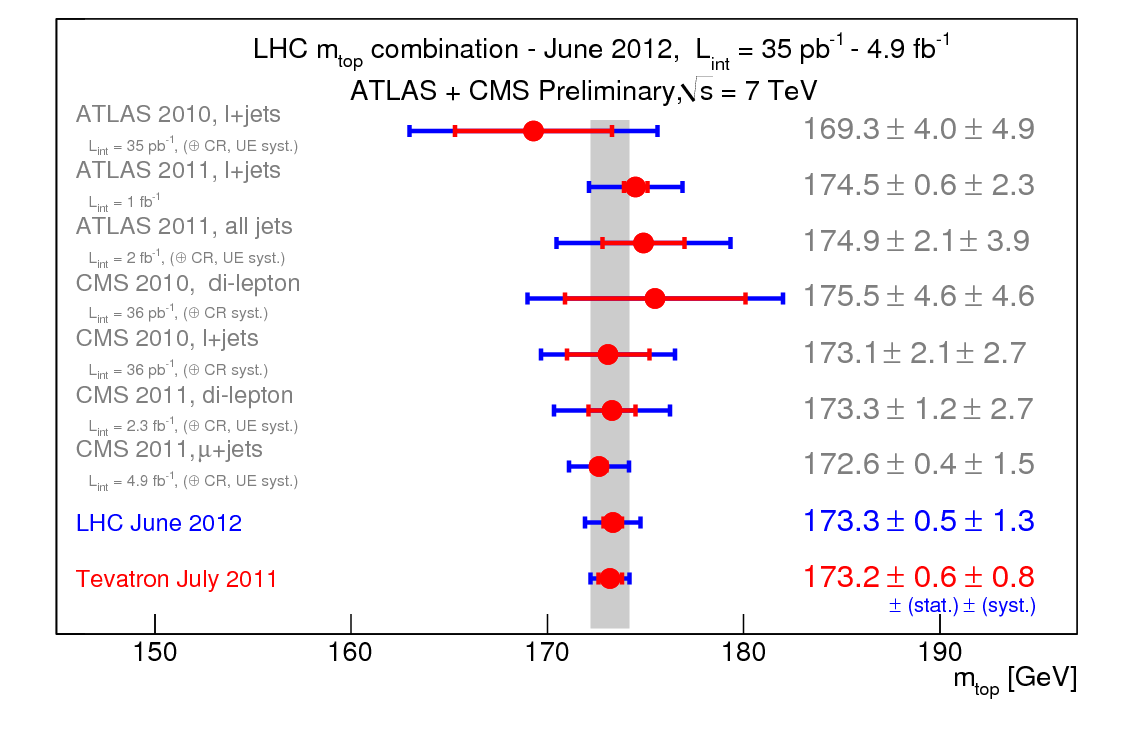 LHC m_top combination - June 2012, L_int = 35 pb^-1 - 4.9 fb^-1
ATLAS + CMS Preliminary, √s = 7 TeV
ATLAS 2010, l+jets 169.3 ± 4.0 ± 4.9
L_int = 35 pb^-1, (⊕ CR, UE syst.)
ATLAS 2011, l+jets 174.5 ± 0.6 ± 2.3
L_int = 1 fb^-1
ATLAS 2011, all jets 174.9 ± 2.1 ± 3.9
L_int = 2 fb^-1, (⊕ CR, UE syst.)
CMS 2010, di-lepton 175.5 ± 4.6 ± 4.6
L_int = 36 pb^-1, (⊕ CR syst.)
CMS 2010, l+jets 173.1 ± 2.1 ± 2.7
L_int = 36 pb^-1, (⊕ CR syst.)
CMS 2011, di-lepton 173.3 ± 1.2 ± 2.7
L_int = 2.3 fb^-1, (⊕ CR, UE syst.)
CMS 2011, μ+jets 172.6 ± 0.4 ± 1.5
L_int = 4.9 fb^-1, (⊕ CR, UE syst.)
LHC June 2012 173.3 ± 0.5 ± 1.3
Tevatron July 2011 173.2 ± 0.6 ± 0.8
± (stat.) ± (syst.)
150 160 170 180 190
m_top [GeV]